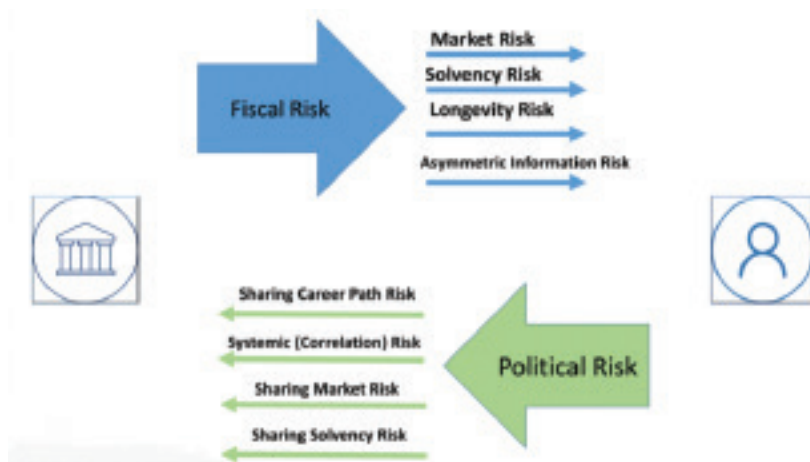 Market Risk
Solvency Risk
Fiscal Risk
Longevity Risk
Asymmetric Information Risk
Sharing Career Path Risk
Systemic (Correlation) Risk
Political Risk
Sharing Market Risk
Sharing Solvency Risk